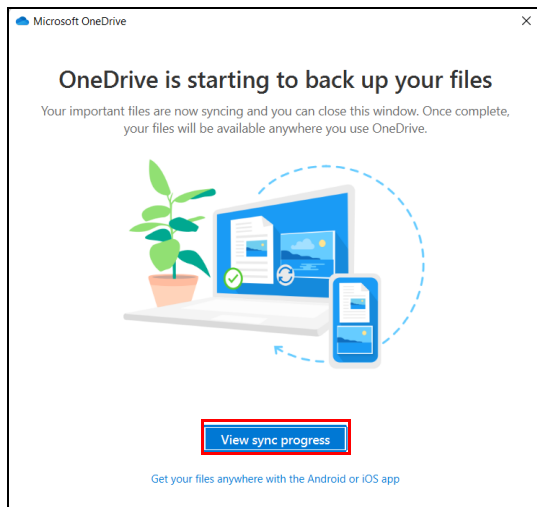 Microsoft OneDrive
OneDrive is starting to back up your files
Your important files are now syncing and you can close this window. Once complete,
your files will be available anywhere you use OneDrive.
View sync progress
Get your files anywhere with the Android or iOS app